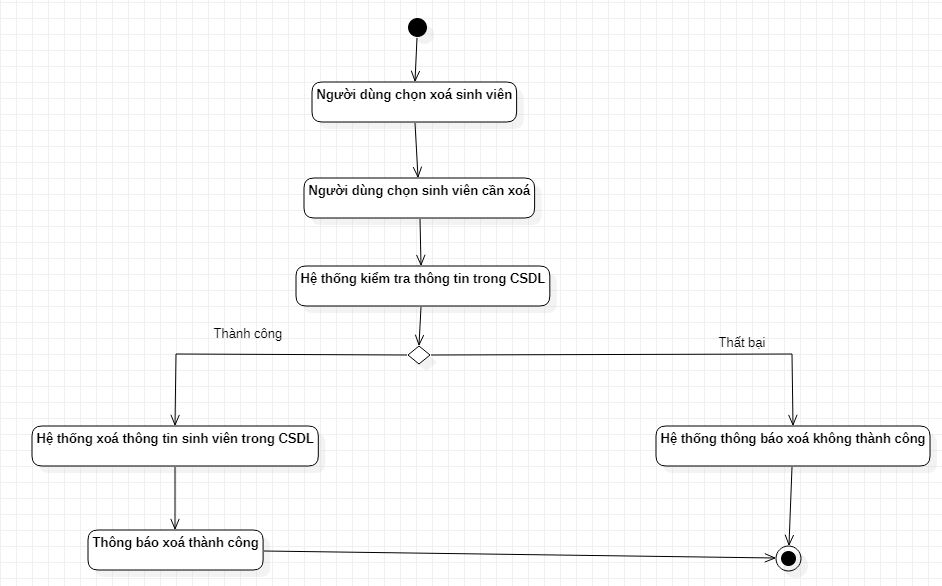 Người dùng chọn xoá sinh viên
Người dùng chọn sinh viên cần xoá
Hệ thống kiểm tra thông tin trong CSDL
Thành công
Thất bại
Hệ thống xoá thông tin sinh viên trong CSDL
Hệ thống thông báo xoá không thành công
Thông báo xoá thành công